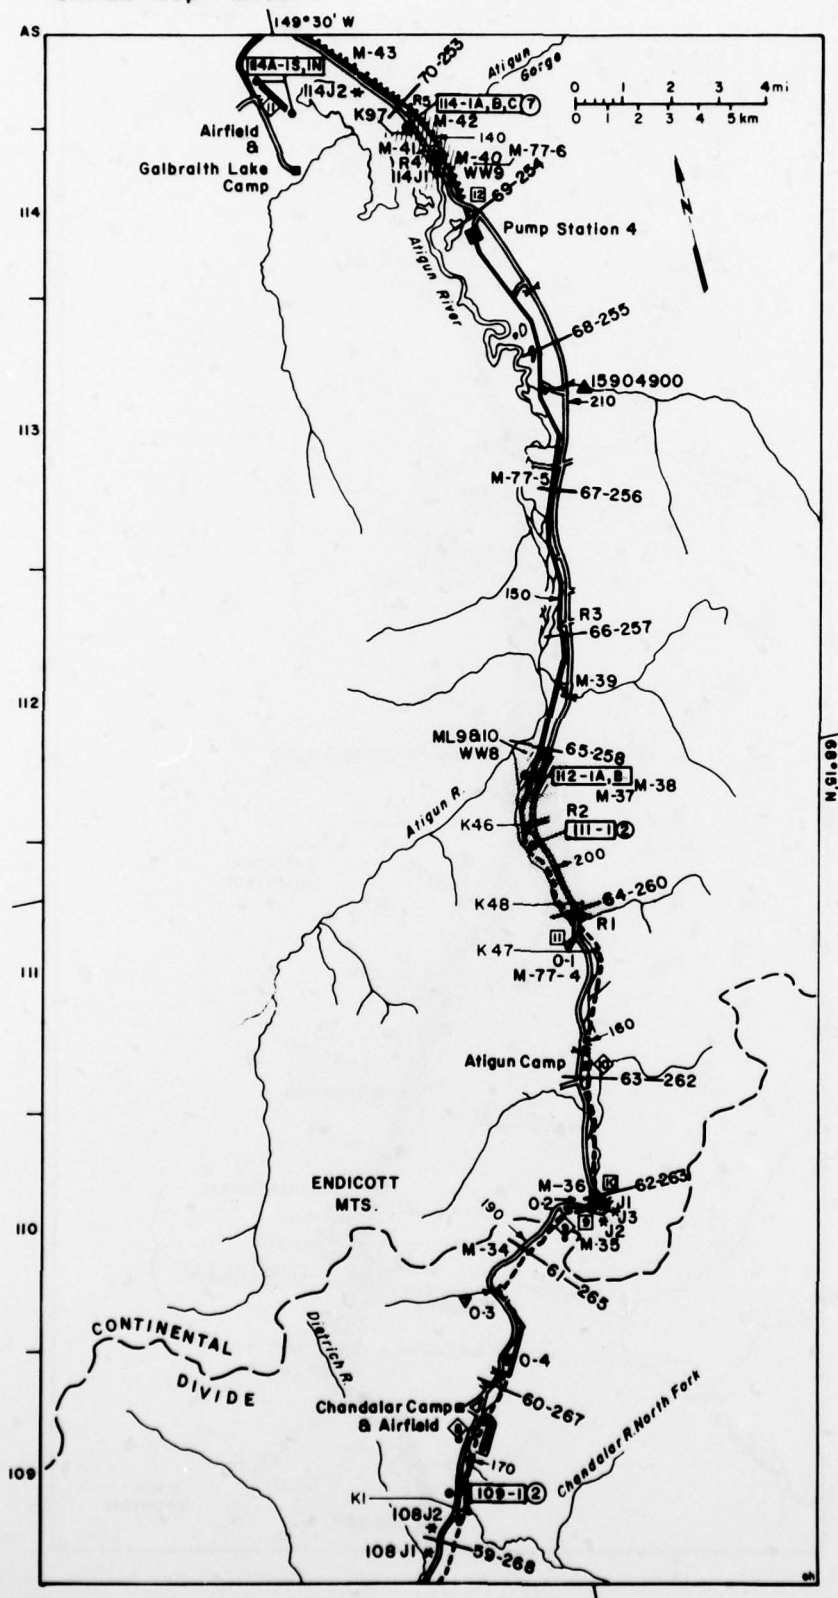 149°30' W
AS
M-43
70-253
Atigun
Gorge
114A-1S,1N
114J2
R5
114-1A,B,C 7
0 1 2 3 4 mi
0 1 2 3 4 5 km
K97
M-42
Airfield
&
Galbraith Lake
Camp
140
M-41
R4
114J1
M-40
WW9
M-77-6
12
69-254
N
114
Pump Station 4
Atigun
River
68-255
15904900
210
113
M-77-5
67-256
150
R3
66-257
M-39
112
ML9&10
WW8
65-258
68°15'N
112-1A,B
M-38
M-37
Atigun R.
K46
R2
111-1 2
200
K48
64-260
R1
11
K47
O-1
111
M-77-4
160
Atigun Camp
10
63-262
ENDICOTT
MTS.
M-36
62-263
O-2
J1
J3
J2
9
110
190
M-35
M-34
61-265
O-3
CONTINENTAL
DIVIDE
Dietrich R.
O-4
Chandalar Camp
& Airfield
60-267
8
Chandalar R. North Fork
109
170
K1
109-1 2
108J2
108J1
59-268